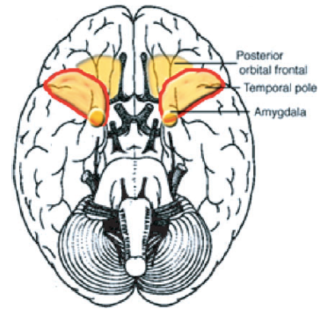 Posterior
orbital frontal
Temporal pole
Amygdala